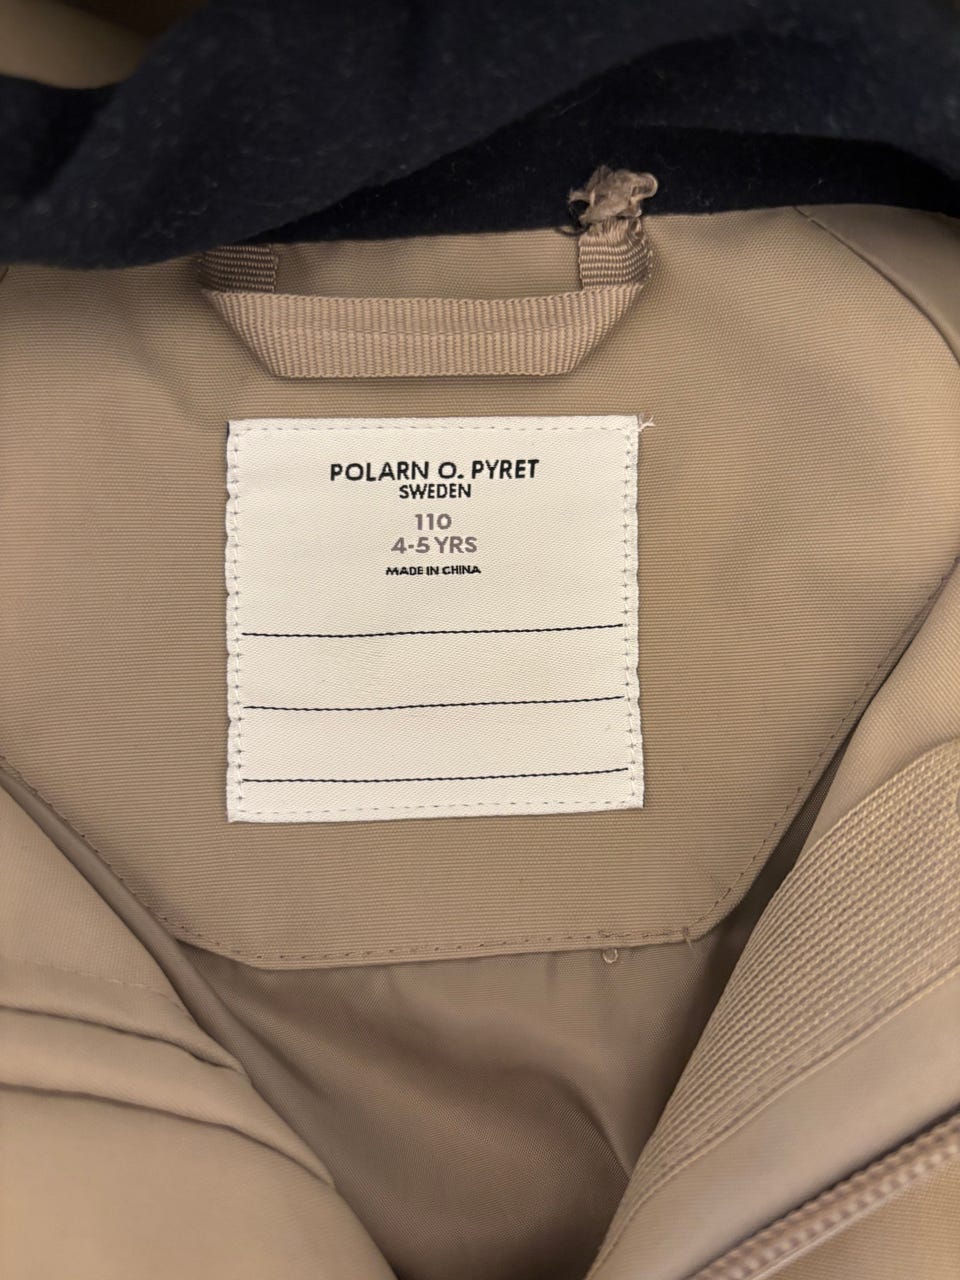 POLARN O. PYRET
SWEDEN
110
4-5 YRS
MADE IN CHINA